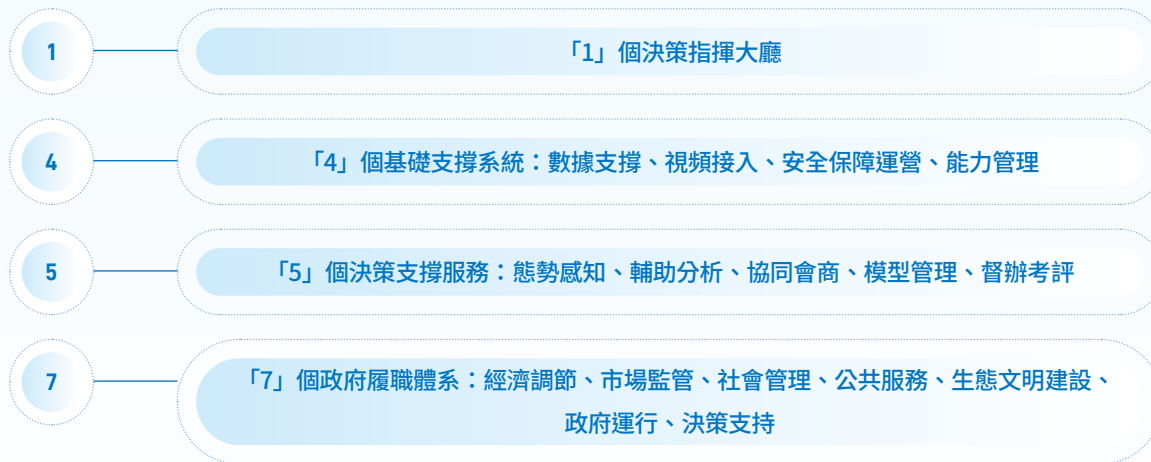 1
「1」個決策指揮大廳
4
「4」個基礎支撐系統：數據支撐、視頻接入、安全保障運營、能力管理
5
「5」個決策支撐服務：態勢感知、輔助分析、協同會商、模型管理、督辦考評
7
「7」個政府履職體系：經濟調節、市場監管、社會管理、公共服務、生態文明建設、
政府運行、決策支持